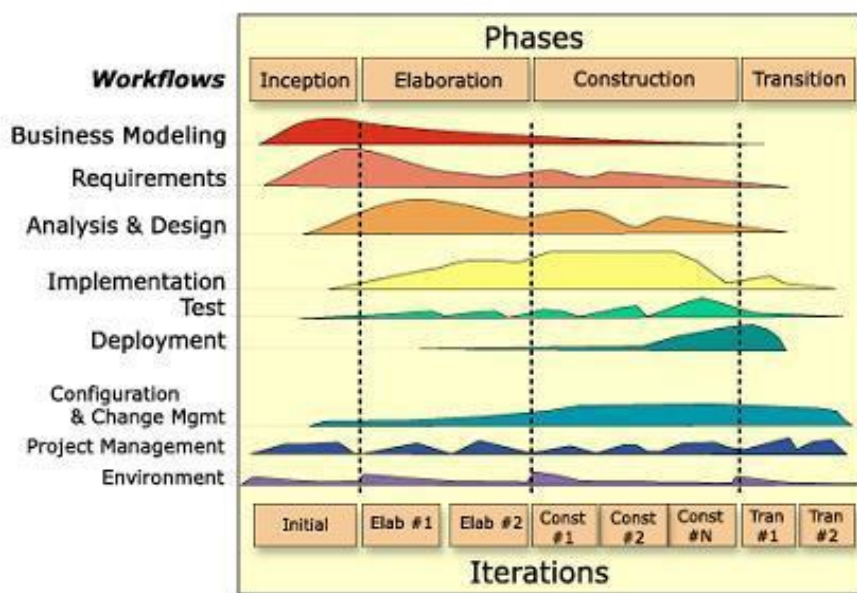 Phases
Workflows
Inception
Elaboration
Construction
Transition
Business Modeling
Requirements
Analysis & Design
Implementation
Test
Deployment
Configuration
& Change Mgmt
Project Management
Environment
Initial
Elab #1
Elab #2
Const
#1
Const
#2
Const
#N
Tran
#1
Tran
#2
Iterations